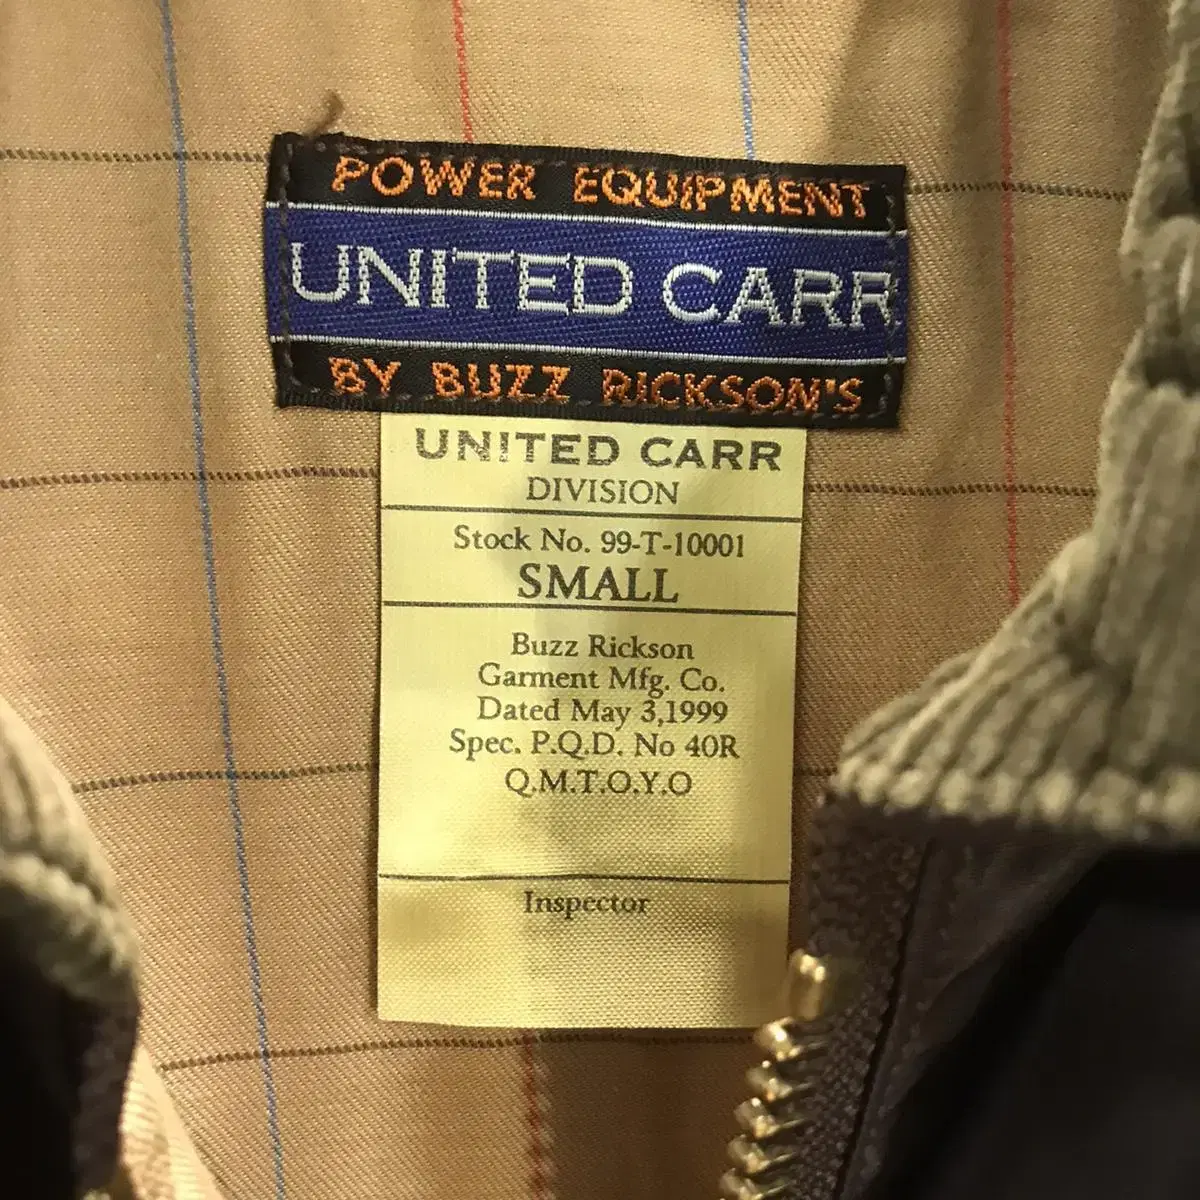 POWER EQUIPMENT
UNITED CARR
BY BUZZ RICKSON'S
UNITED CARR
DIVISION
Stock No. 99-T-10001
SMALL
Buzz Rickson
Garment Mfg. Co.
Dated May 3,1999
Spec. P.Q.D. No 40R
Q.M.T.O.Y.O
Inspector